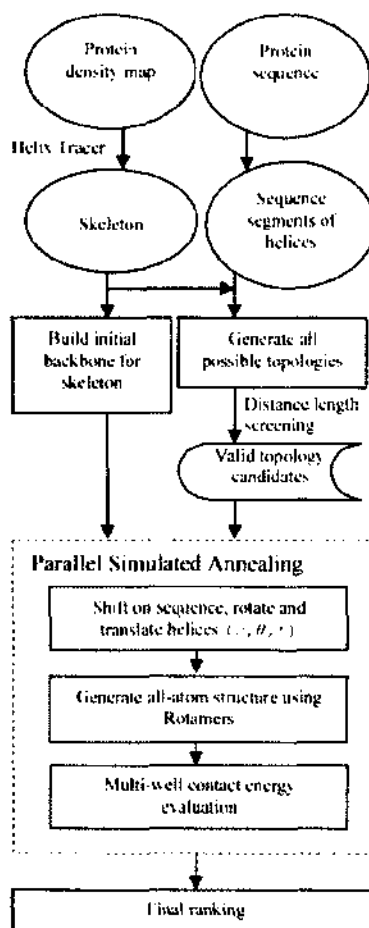 Protein
density map
Protein
sequence
Helix Tracer
Skeleton
Sequence
segments of
helices
Build initial
backbone for
skeleton
Generate all
possible topologies
Distance length
screening
Valid topology
candidates
Parallel Simulated Annealing
Shift on sequence, rotate and
translate helices
Generate all-atom structure using
Rotamers
Multi-well contact energy
evaluation
Final ranking